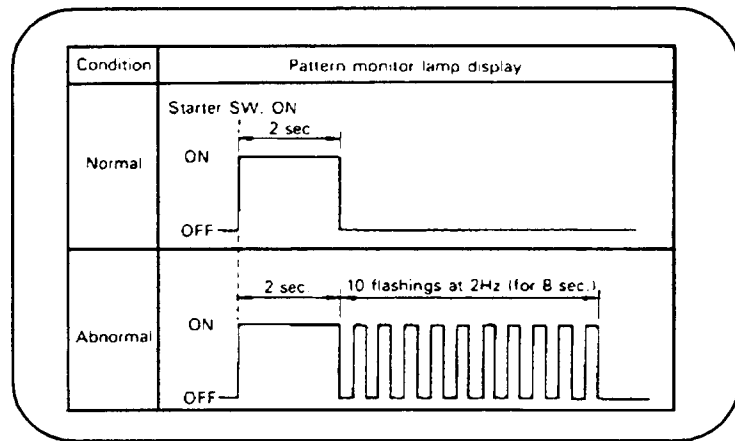 Condition Pattern monitor lamp display
Starter SW. ON
2 sec
ON
Normal
OFF
2 sec. 10 flashings at 2Hz (for 8 sec.)
ON
Abnormal
OFF